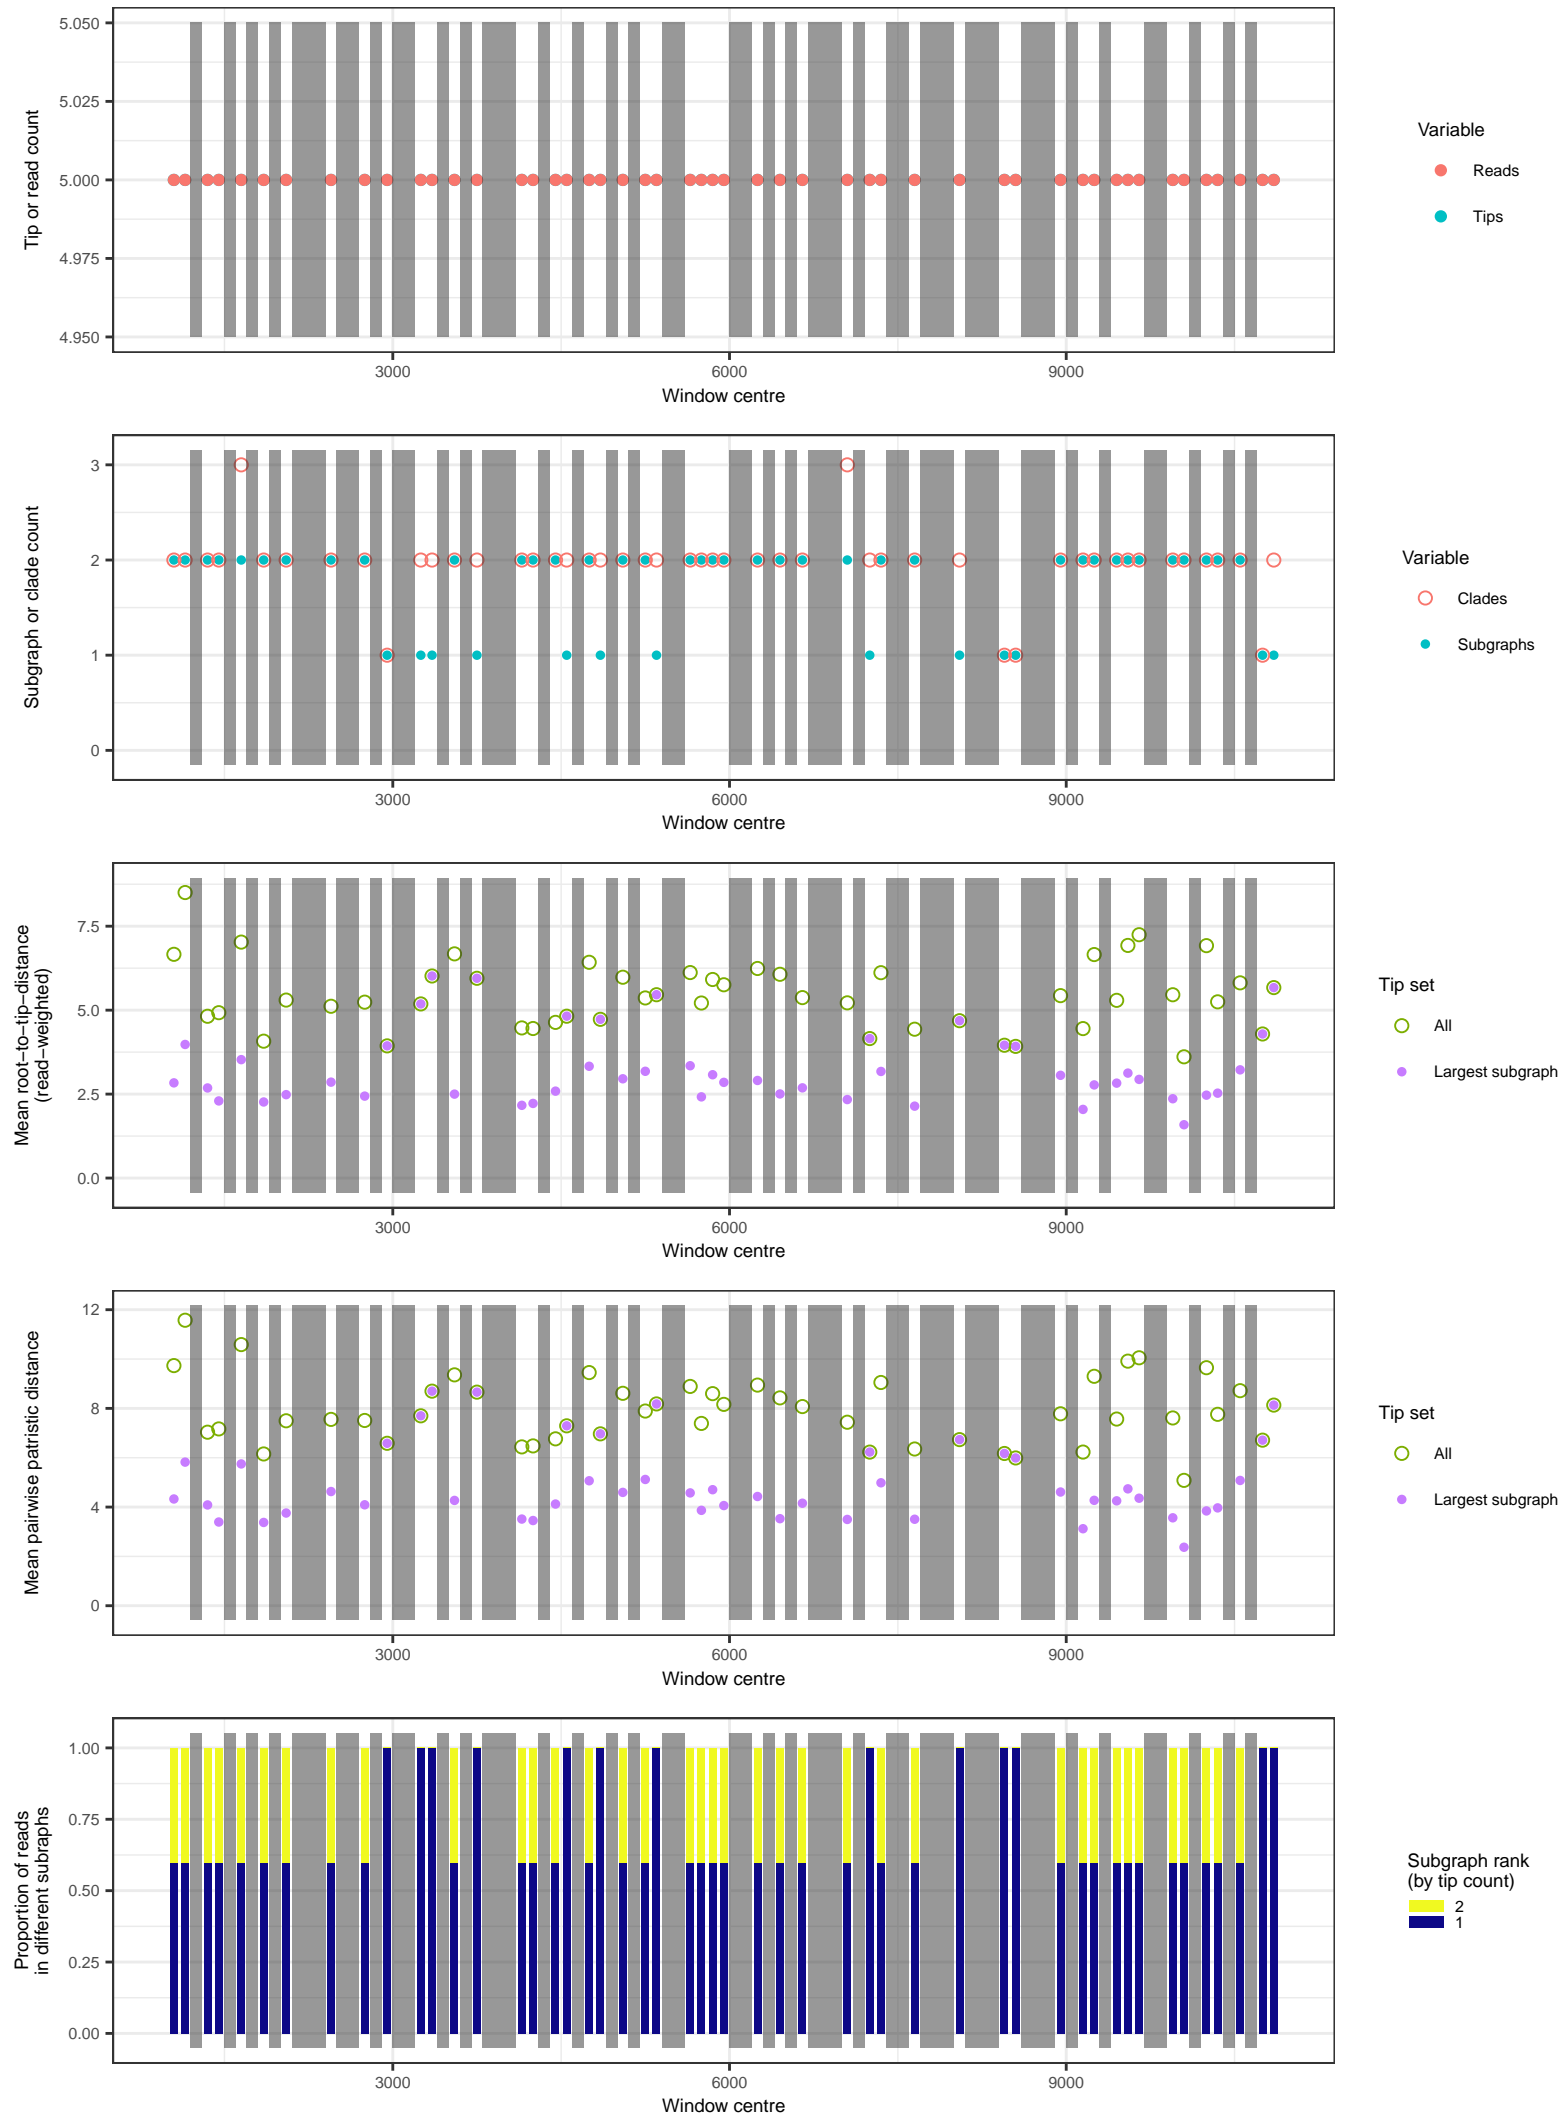 5.050
5.025
5.000
4.975
4.950
Tip or read count
3000
6000
9000
Window centre
Variable
Reads
Tips
3
2
1
0
Subgraph or clade count
3000
6000
9000
Window centre
Variable
Clades
Subgraphs
7.5
5.0
2.5
0.0
Mean root−to−tip−distance
(read−weighted)
3000
6000
9000
Window centre
Tip set
All
Largest subgraph
12
8
4
0
Mean pairwise patristic distance
3000
6000
9000
Window centre
Tip set
All
Largest subgraph
1.00
0.75
0.50
0.25
0.00
Proportion of reads
in different subraphs
3000
6000
9000
Window centre
Subgraph rank
(by tip count)
2
1